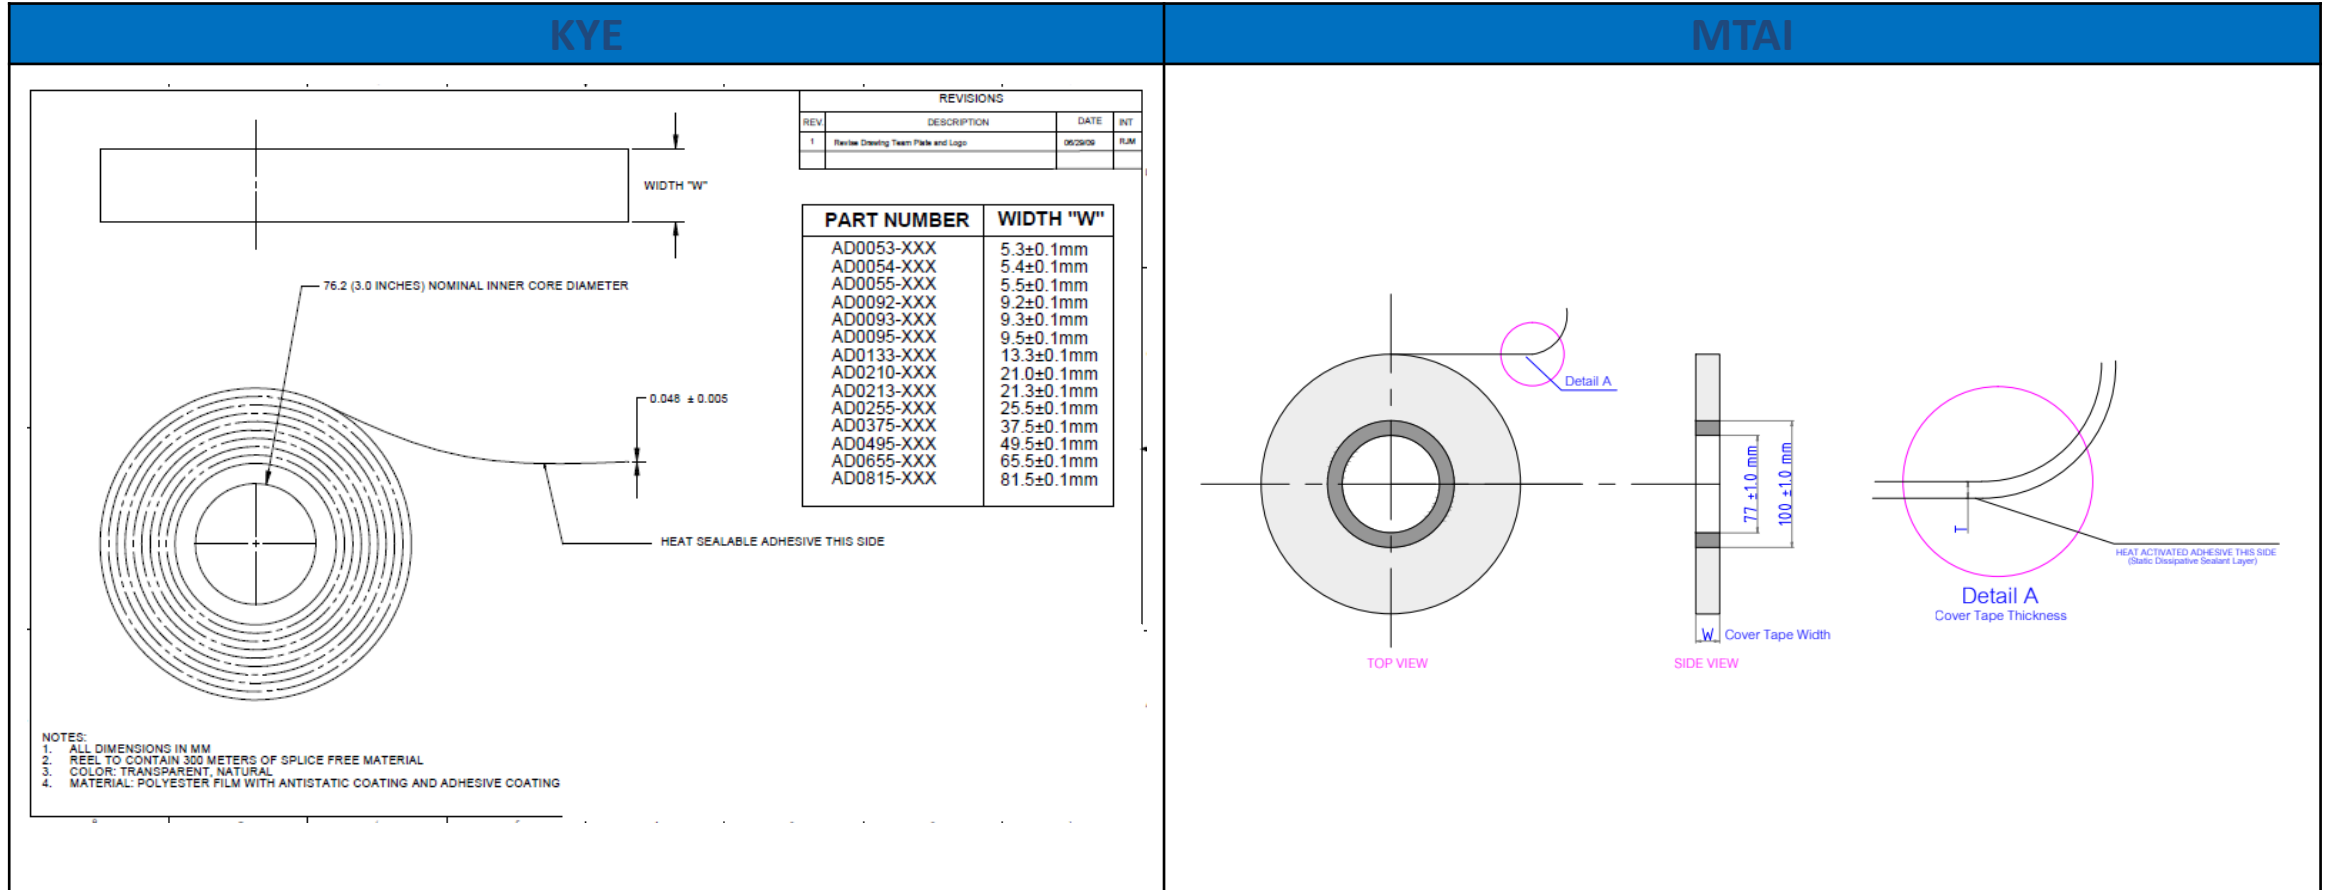 KYE
MTAI
REVISIONS
REV. DESCRIPTION DATE INT
1 Revise Drawing Team Plate and Logo 06/29/09 RJM
WIDTH "W"
PART NUMBER WIDTH "W"
AD0053-XXX 5.3±0.1mm
AD0054-XXX 5.4±0.1mm
AD0055-XXX 5.5±0.1mm
AD0092-XXX 9.2±0.1mm
AD0093-XXX 9.3±0.1mm
AD0095-XXX 9.5±0.1mm
AD0133-XXX 13.3±0.1mm
AD0210-XXX 21.0±0.1mm
AD0213-XXX 21.3±0.1mm
AD0255-XXX 25.5±0.1mm
AD0375-XXX 37.5±0.1mm
AD0495-XXX 49.5±0.1mm
AD0655-XXX 65.5±0.1mm
AD0815-XXX 81.5±0.1mm
76.2 (3.0 INCHES) NOMINAL INNER CORE DIAMETER
0.048 ± 0.005
HEAT SEALABLE ADHESIVE THIS SIDE
NOTES:
1. ALL DIMENSIONS IN MM
2. REEL TO CONTAIN 300 METERS OF SPLICE FREE MATERIAL
3. COLOR: TRANSPARENT, NATURAL
4. MATERIAL: POLYESTER FILM WITH ANTISTATIC COATING AND ADHESIVE COATING
Detail A
77 ±1.0 mm
100 ±1.0 mm
T
HEAT ACTIVATED ADHESIVE THIS SIDE
(Static Dissipative Sealant Layer)
Detail A
Cover Tape Thickness
W Cover Tape Width
TOP VIEW
SIDE VIEW